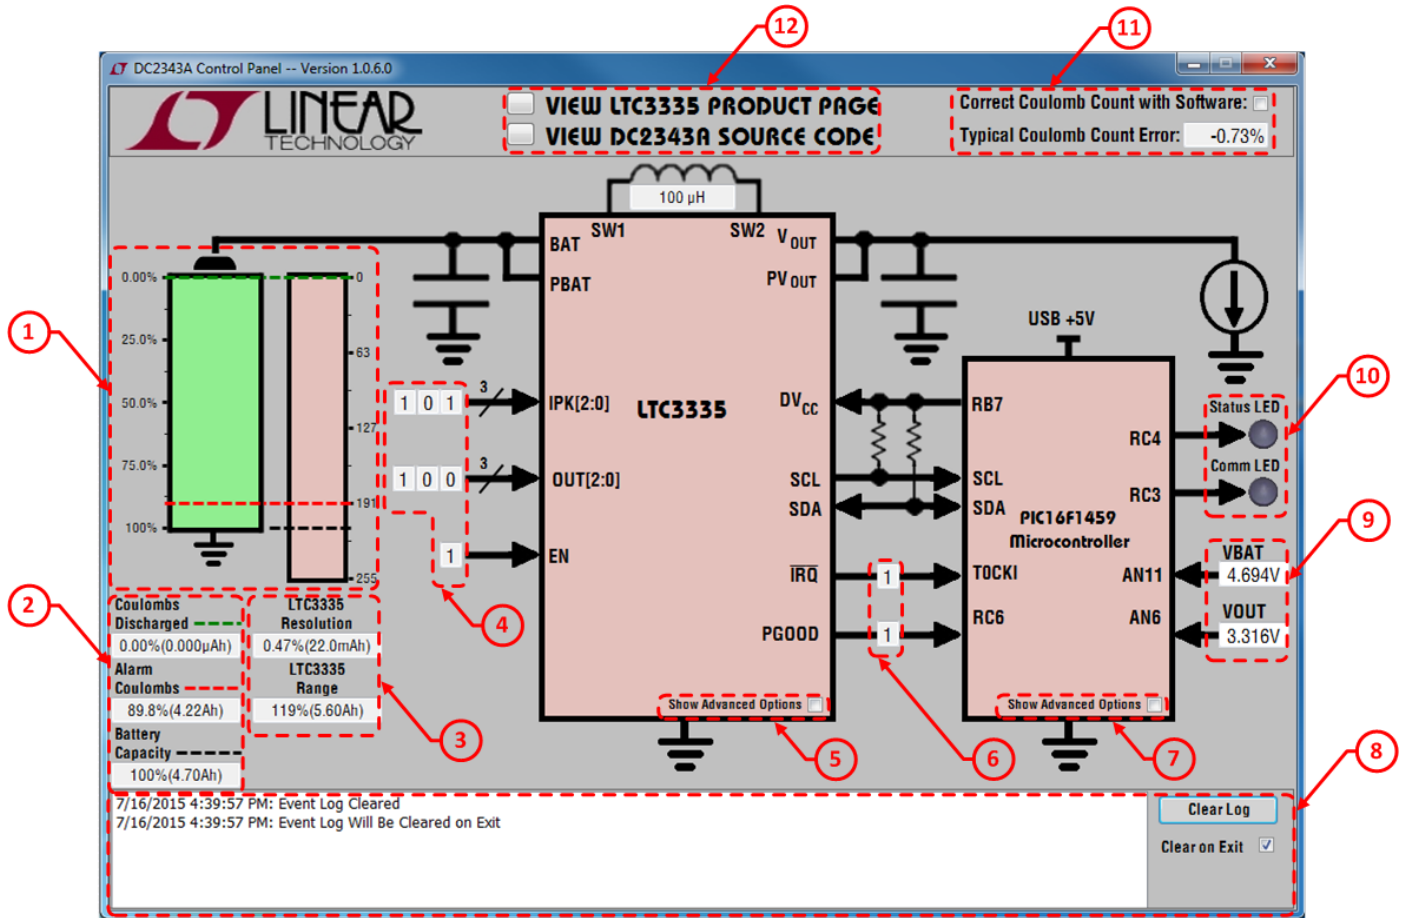 12
11
DC2343A Control Panel -- Version 1.0.6.0
LINEAR
TECHNOLOGY
VIEW LTC3335 PRODUCT PAGE
VIEW DC2343A SOURCE CODE
Correct Coulomb Count with Software:
Typical Coulomb Count Error: -0.73%
100 µH
SW1
SW2
BAT
PBAT
VOUT
PVOUT
0.00%
25.0%
50.0%
75.0%
100%
0
63
127
191
255
1
USB +5V
1 0 1
3
IPK[2:0]
LTC3335
DVCC
RB7
1 0 0
3
OUT[2:0]
SCL
SDA
SCL
SDA
PIC16F1459
Microcontroller
RC4
RC3
Status LED
Comm LED
10
9
1
EN
IRQ
1
T0CKI
AN11
VBAT
4.694V
PGOOD
1
RC6
AN6
VOUT
3.316V
2
Coulombs
Discharged
0.00%(0.000µAh)
Alarm
Coulombs
89.8%(4.22Ah)
Battery
Capacity
100%(4.70Ah)
LTC3335
Resolution
0.47%(22.0mAh)
LTC3335
Range
119%(5.60Ah)
4
3
Show Advanced Options
Show Advanced Options
5
6
7
8
7/16/2015 4:39:57 PM: Event Log Cleared
7/16/2015 4:39:57 PM: Event Log Will Be Cleared on Exit
Clear Log
Clear on Exit